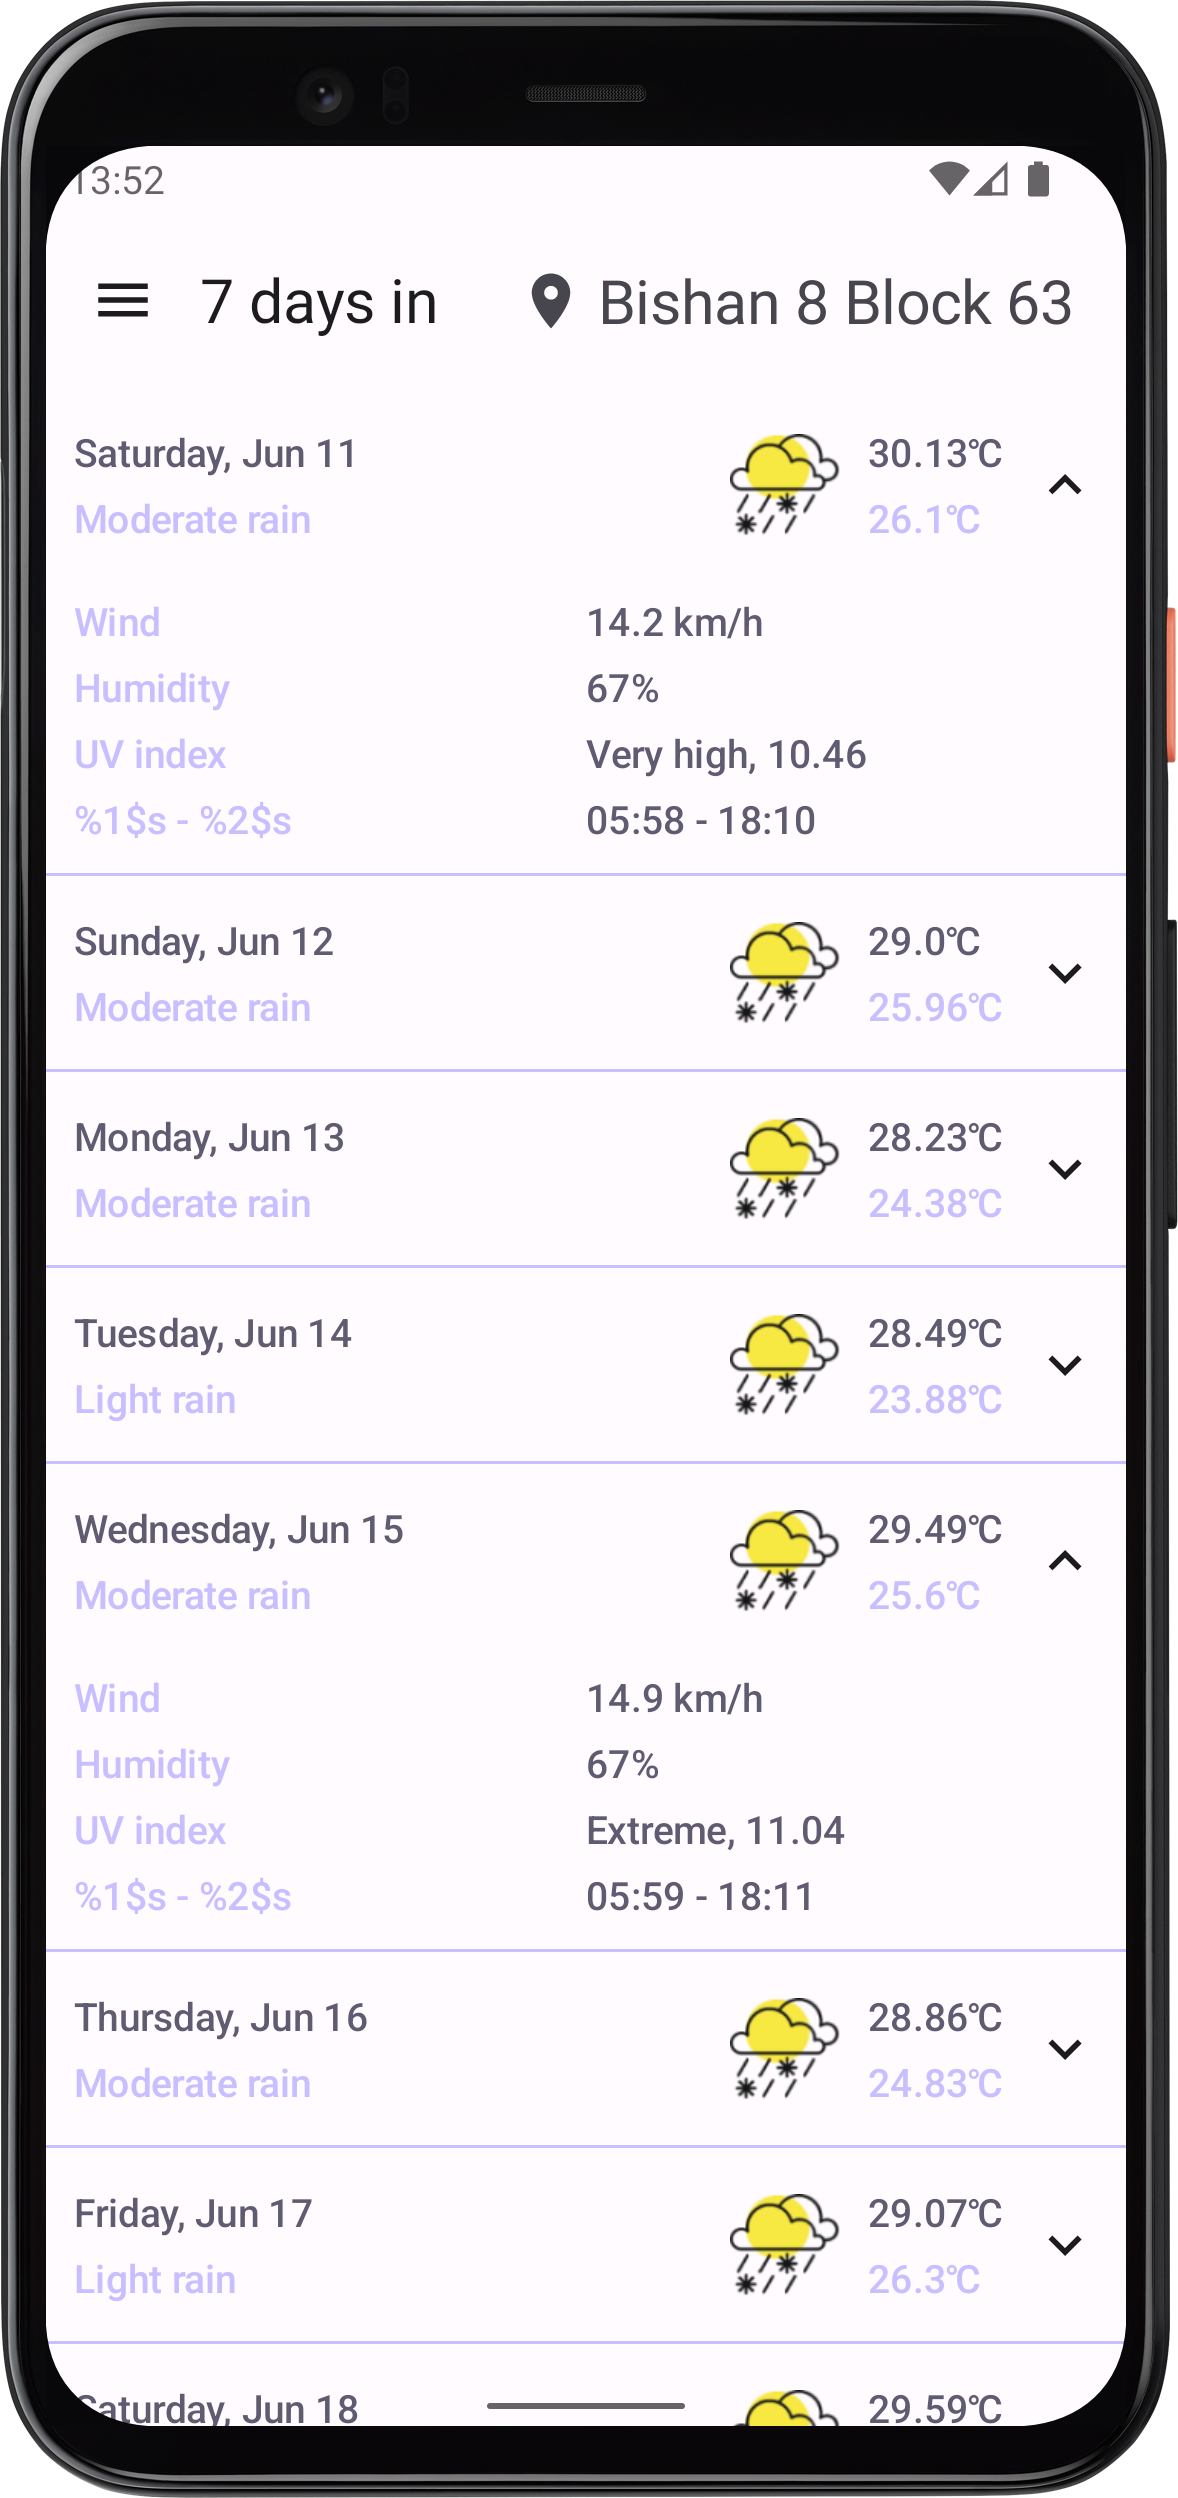 13:52
7 days in Bishan 8 Block 63
Saturday, Jun 11 30.13°C
Moderate rain 26.1°C
Wind 14.2 km/h
Humidity 67%
UV index Very high, 10.46
%1$s - %2$s 05:58 - 18:10
Sunday, Jun 12 29.0°C
Moderate rain 25.96°C
Monday, Jun 13 28.23°C
Moderate rain 24.38°C
Tuesday, Jun 14 28.49°C
Light rain 23.88°C
Wednesday, Jun 15 29.49°C
Moderate rain 25.6°C
Wind 14.9 km/h
Humidity 67%
UV index Extreme, 11.04
%1$s - %2$s 05:59 - 18:11
Thursday, Jun 16 28.86°C
Moderate rain 24.83°C
Friday, Jun 17 29.07°C
Light rain 26.3°C
Saturday, Jun 18 29.59°C